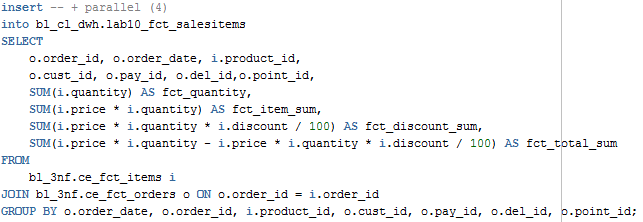 insert -- + parallel (4)
into bl_cl_dwh.lab10_fct_salesitems
SELECT
o.order_id, o.order_date, i.product_id,
o.cust_id, o.pay_id, o.del_id,o.point_id,
SUM(i.quantity) AS fct_quantity,
SUM(i.price * i.quantity) AS fct_item_sum,
SUM(i.price * i.quantity * i.discount / 100) AS fct_discount_sum,
SUM(i.price * i.quantity - i.price * i.quantity * i.discount / 100) AS fct_total_sum
FROM
bl_3nf.ce_fct_items i
JOIN bl_3nf.ce_fct_orders o ON o.order_id = i.order_id
GROUP BY o.order_date, o.order_id, i.product_id, o.cust_id, o.pay_id, o.del_id, o.point_id;